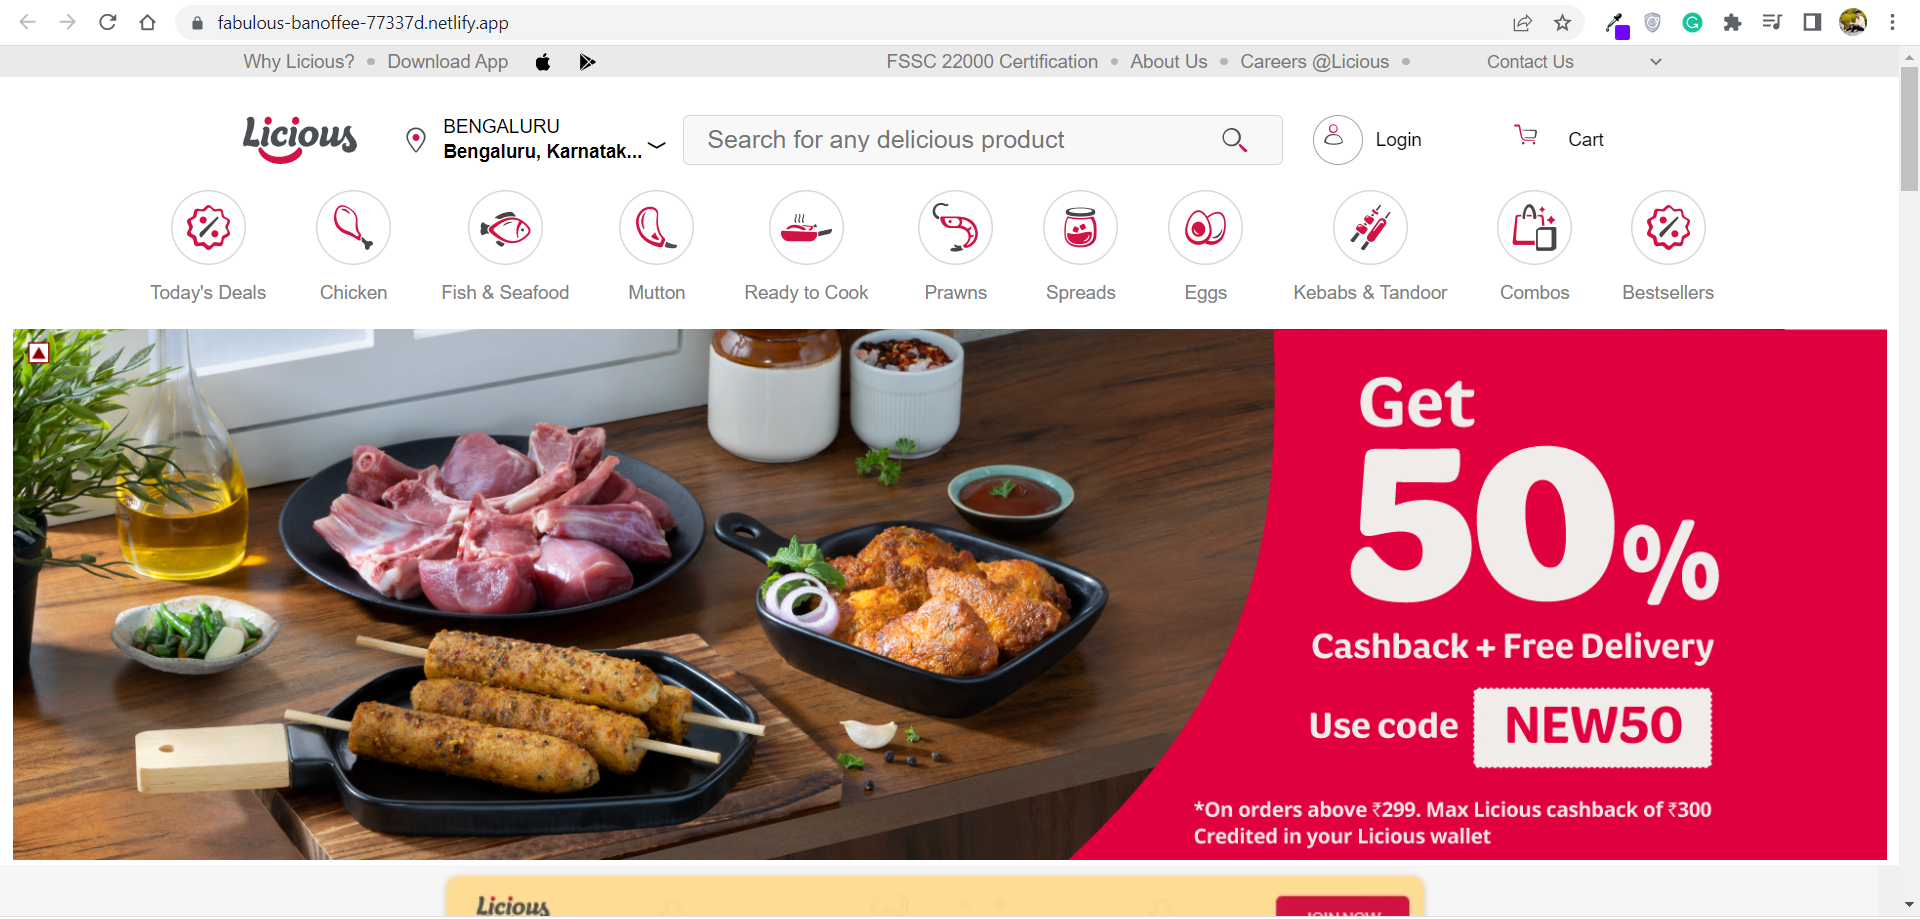 fabulous-banoffee-77337d.netlify.app
Why Licious? Download App FSSC 22000 Certification About Us Careers @Licious Contact Us
Licious
BENGALURU
Bengaluru, Karnatak...
Search for any delicious product
Login
Cart
Today's Deals Chicken Fish & Seafood Mutton Ready to Cook Prawns Spreads Eggs Kebabs & Tandoor Combos Bestsellers
Get
50%
Cashback + Free Delivery
Use code NEW50
*On orders above ₹299. Max Licious cashback of ₹300
Credited in your Licious wallet
Licious
JOIN NOW